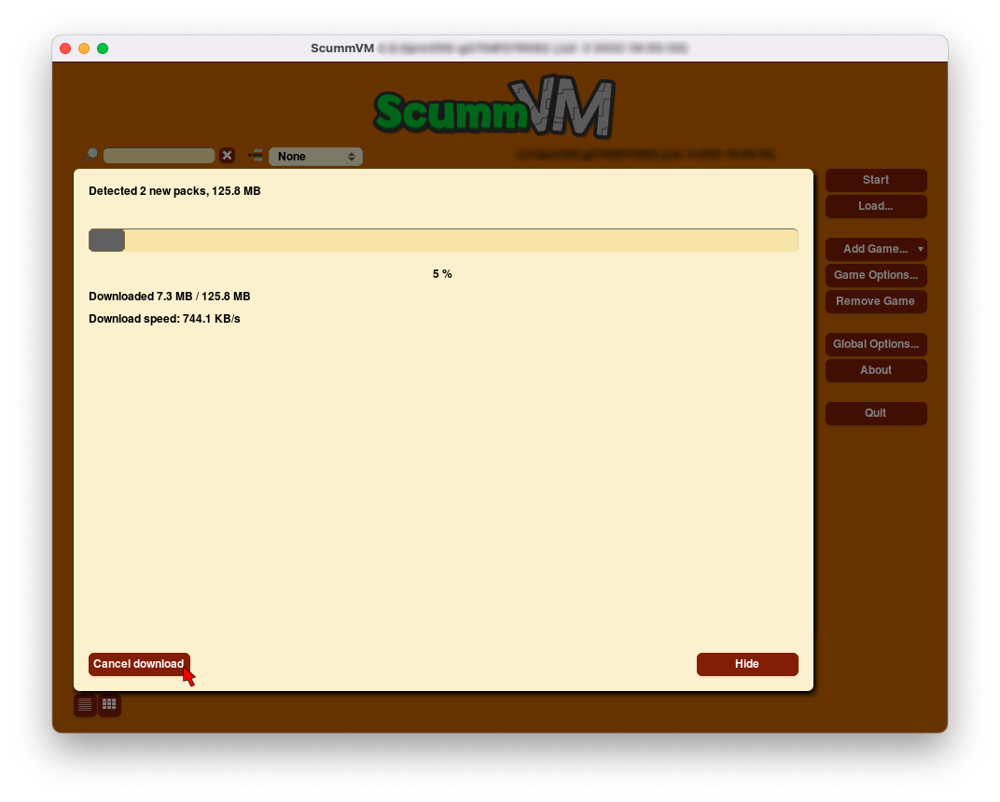 ScummVM
ScummVM
None
Detected 2 new packs, 125.8 MB
5 %
Downloaded 7.3 MB / 125.8 MB
Download speed: 744.1 KB/s
Cancel download
Hide
Start
Load...
Add Game...
Game Options...
Remove Game
Global Options...
About
Quit